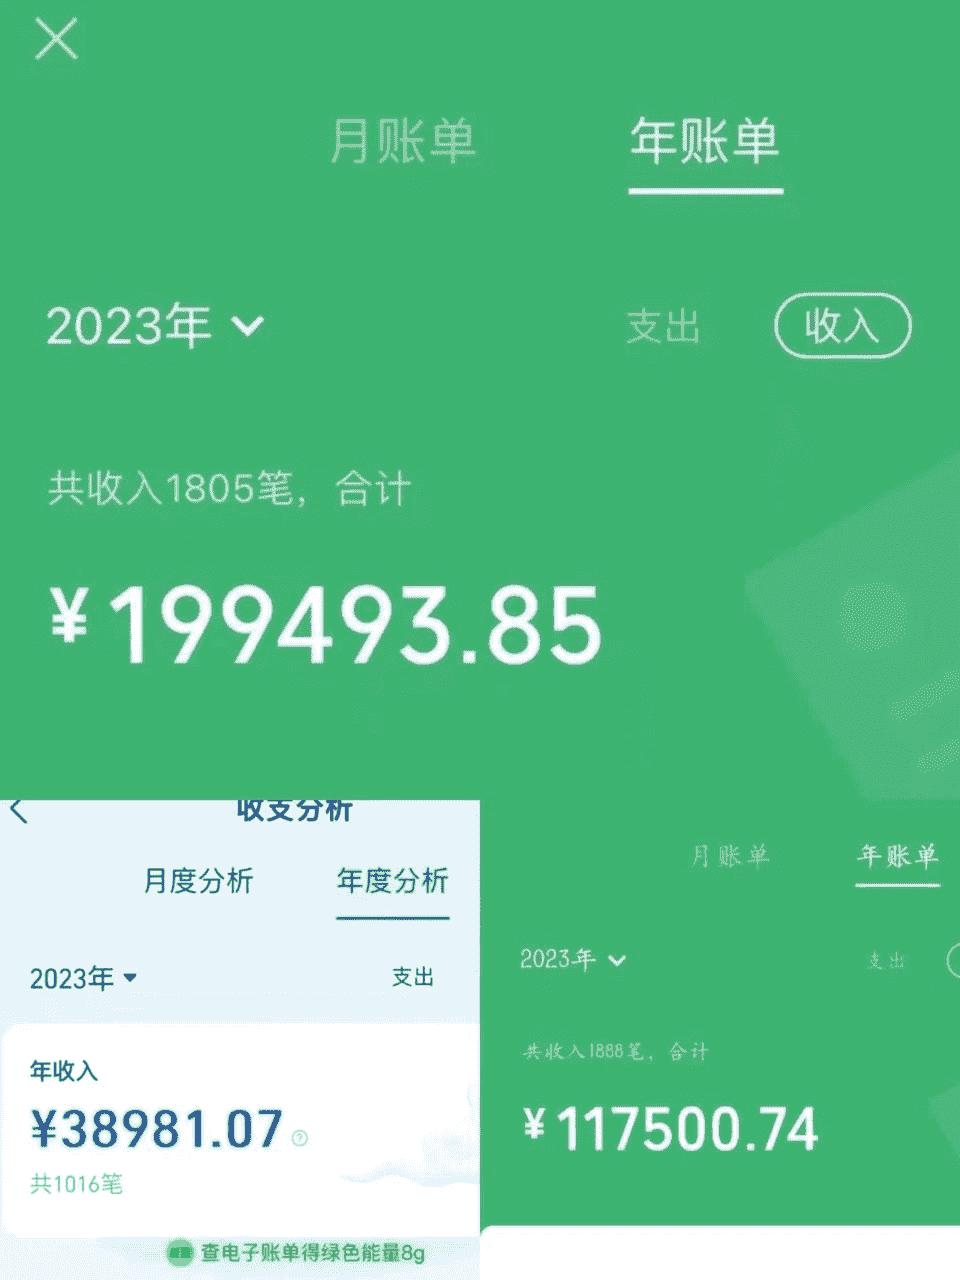 月账单 年账单
2023年 支出 收入
共收入1805笔，合计
¥199493.85
收支分析
月度分析 年度分析
2023年 支出
年收入
¥38981.07
共1016笔
查电子账单得绿色能量8g
月账单 年账单
2023年 支出
共收入1888笔，合计
¥117500.74